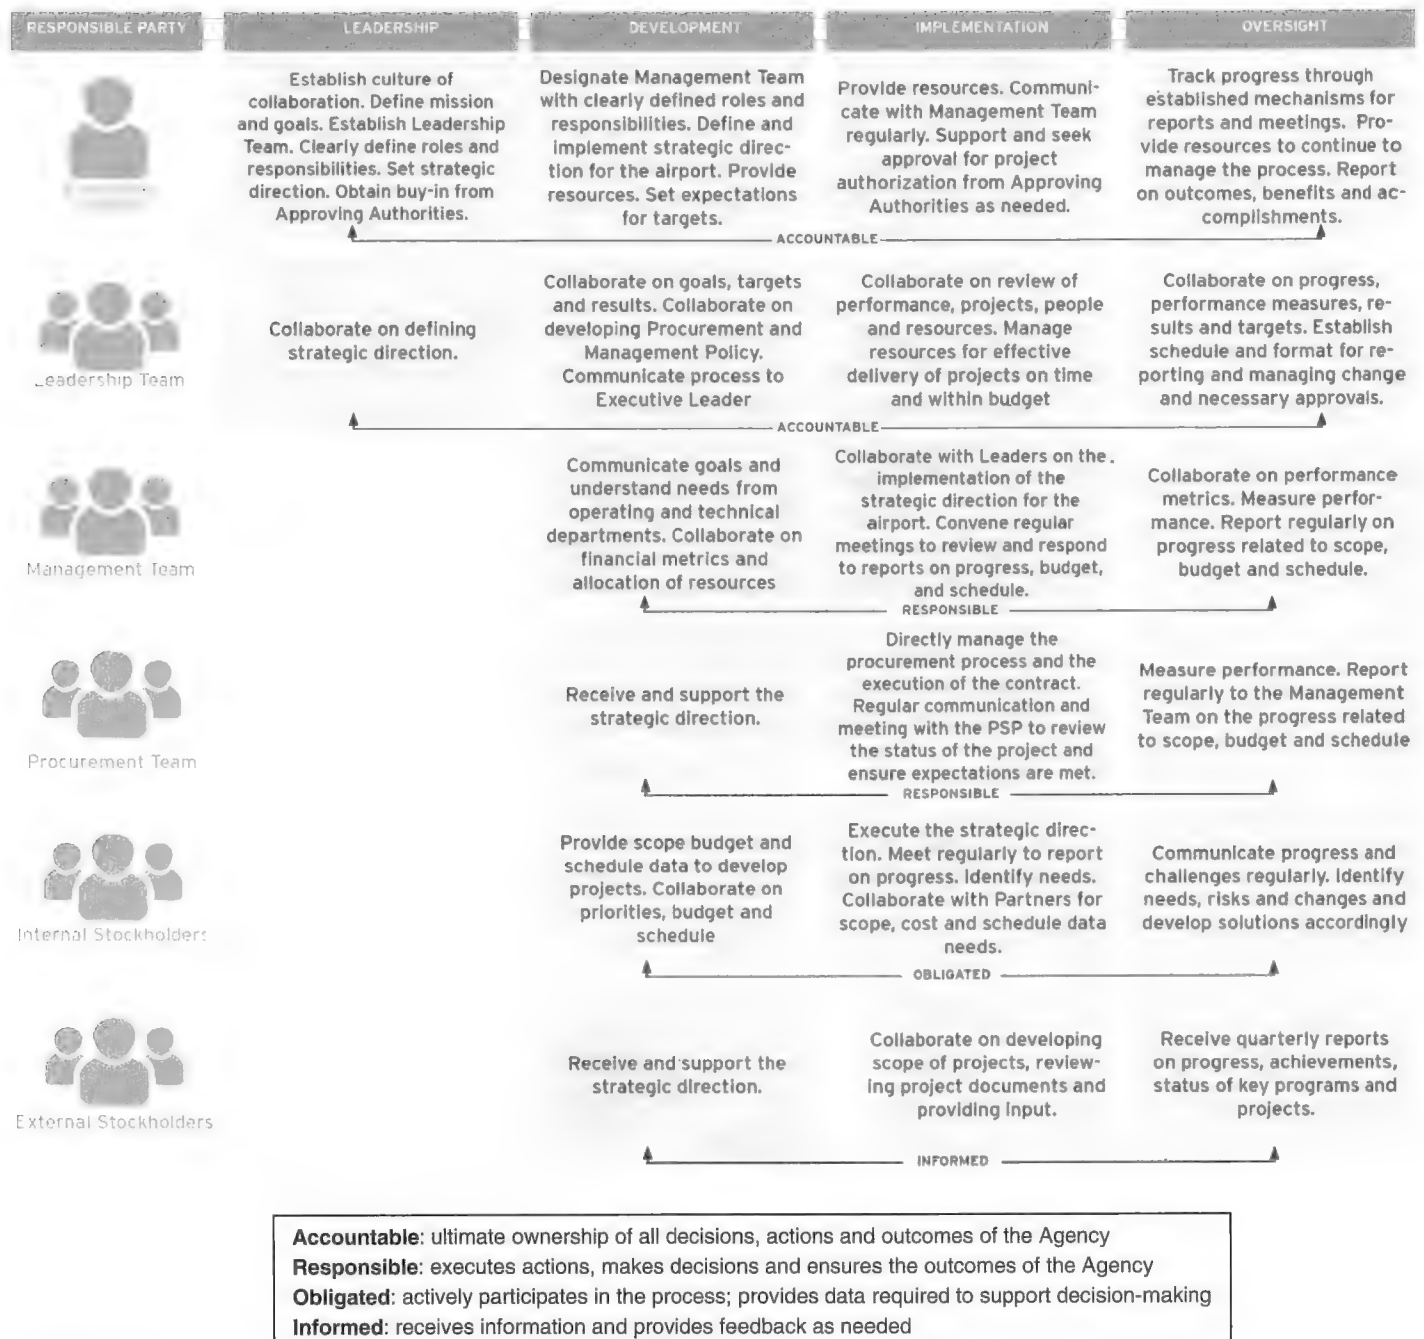 RESPONSIBLE PARTY
LEADERSHIP
DEVELOPMENT
IMPLEMENTATION
OVERSIGHT
Establish culture of
collaboration. Define mission
and goals. Establish Leadership
Team. Clearly define roles and
responsibilities. Set strategic
direction. Obtain buy-in from
Approving Authorities.
Designate Management Team
with clearly defined roles and
responsibilities. Define and
implement strategic direc-
tion for the airport. Provide
resources. Set expectations
for targets.
Provide resources. Communi-
cate with Management Team
regularly. Support and seek
approval for project
authorization from Approving
Authorities as needed.
Track progress through
established mechanisms for
reports and meetings. Pro-
vide resources to continue to
manage the process. Report
on outcomes, benefits and ac-
complishments.
ACCOUNTABLE
Leadership Team
Collaborate on defining
strategic direction.
Collaborate on goals, targets
and results. Collaborate on
developing Procurement and
Management Policy.
Communicate process to
Executive Leader
Collaborate on review of
performance, projects, people
and resources. Manage
resources for effective
delivery of projects on time
and within budget
Collaborate on progress,
performance measures, re-
sults and targets. Establish
schedule and format for re-
porting and managing change
and necessary approvals.
ACCOUNTABLE
Management Team
Communicate goals and
understand needs from
operating and technical
departments. Collaborate on
financial metrics and
allocation of resources
Collaborate with Leaders on the
implementation of the
strategic direction for the
airport. Convene regular
meetings to review and respond
to reports on progress, budget,
and schedule.
Collaborate on performance
metrics. Measure perfor-
mance. Report regularly on
progress related to scope,
budget and schedule.
RESPONSIBLE
Procurement Team
Receive and support the
strategic direction.
Directly manage the
procurement process and the
execution of the contract.
Regular communication and
meeting with the PSP to review
the status of the project and
ensure expectations are met.
Measure performance. Report
regularly to the Management
Team on the progress related
to scope, budget and schedule
RESPONSIBLE
Internal Stockholders
Provide scope budget and
schedule data to develop
projects. Collaborate on
priorities, budget and
schedule
Execute the strategic direc-
tion. Meet regularly to report
on progress. Identify needs.
Collaborate with Partners for
scope, cost and schedule data
needs.
Communicate progress and
challenges regularly. Identify
needs, risks and changes and
develop solutions accordingly
OBLIGATED
External Stockholders
Receive and support the
strategic direction.
Collaborate on developing
scope of projects, review-
ing project documents and
providing input.
Receive quarterly reports
on progress, achievements,
status of key programs and
projects.
INFORMED
Accountable: ultimate ownership of all decisions, actions and outcomes of the Agency
Responsible: executes actions, makes decisions and ensures the outcomes of the Agency
Obligated: actively participates in the process; provides data required to support decision-making
Informed: receives information and provides feedback as needed